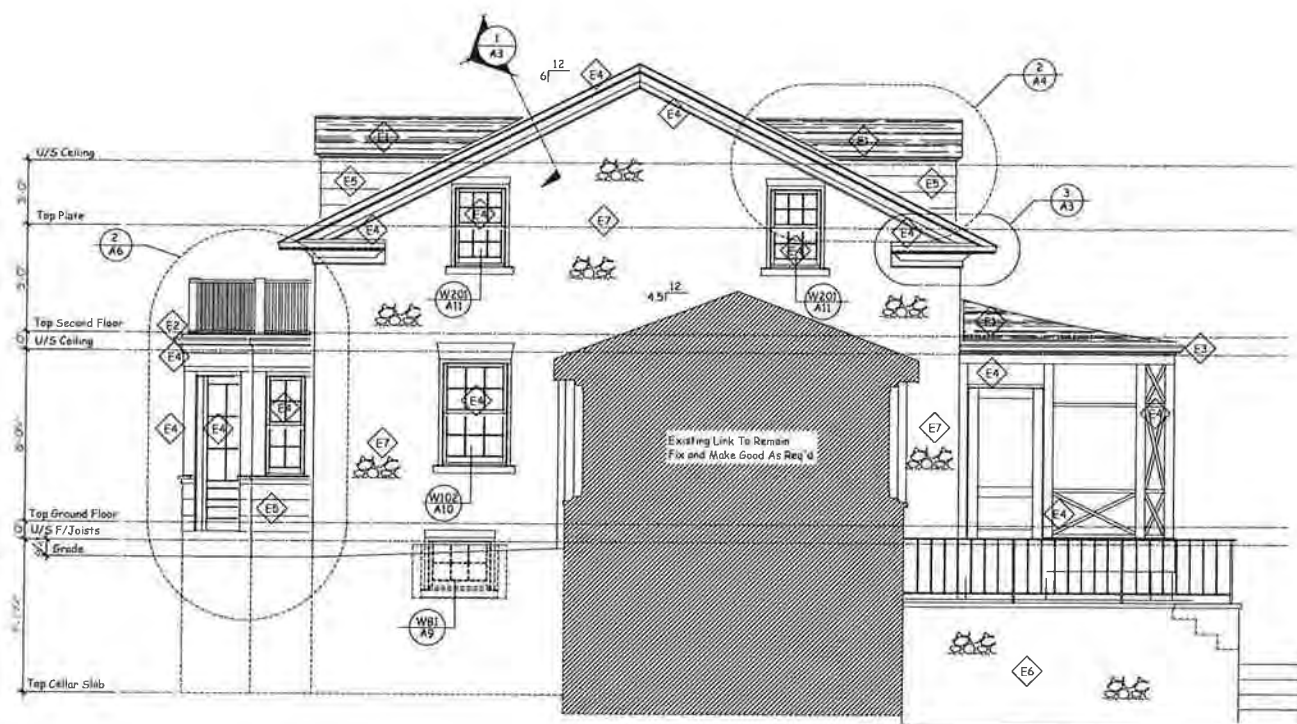 1
A3
12
6
E4
2
A4
E4
E1
E1
U/S Ceiling
E5
E5
3
A3
Top Plate
E4
E7
2
A6
E4
E4
E4
W201
A11
4.5
12
W201
A11
Top Second Floor
E2
U/S Ceiling
E4
E3
E4
E4
E4
E4
E4
E4
E7
E7
Existing Link To Remain
Fix and Make Good As Req'd
W102
A10
E5
E4
Top Ground Floor
U/S F/Joists
Grade
WB1
A9
E6
Top Cellar Slab